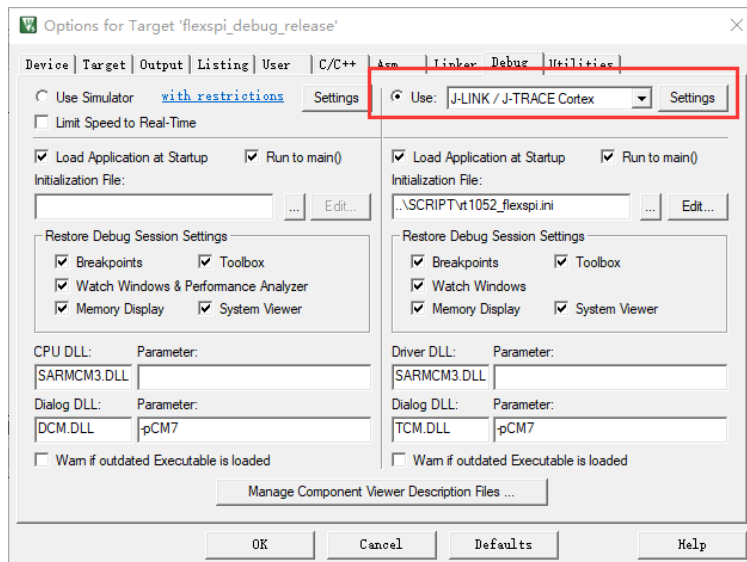 Options for Target 'flexspi_debug_release'
Device Target Output Listing User C/C++ Asm Linker Debug Utilities
Use Simulator with restrictions Settings
Limit Speed to Real-Time
Load Application at Startup Run to main()
Initialization File:
... Edit...
Restore Debug Session Settings
Breakpoints Toolbox
Watch Windows & Performance Analyzer
Memory Display System Viewer
CPU DLL: Parameter:
SARMCM3.DLL
Dialog DLL: Parameter:
DCM.DLL -pCM7
Warn if outdated Executable is loaded
Use: J-LINK / J-TRACE Cortex Settings
Load Application at Startup Run to main()
Initialization File:
..\SCRIPT\rt1052_flexspi.ini ... Edit...
Restore Debug Session Settings
Breakpoints Toolbox
Watch Windows
Memory Display System Viewer
Driver DLL: Parameter:
SARMCM3.DLL
Dialog DLL: Parameter:
TCM.DLL -pCM7
Warn if outdated Executable is loaded
Manage Component Viewer Description Files ...
OK Cancel Defaults Help